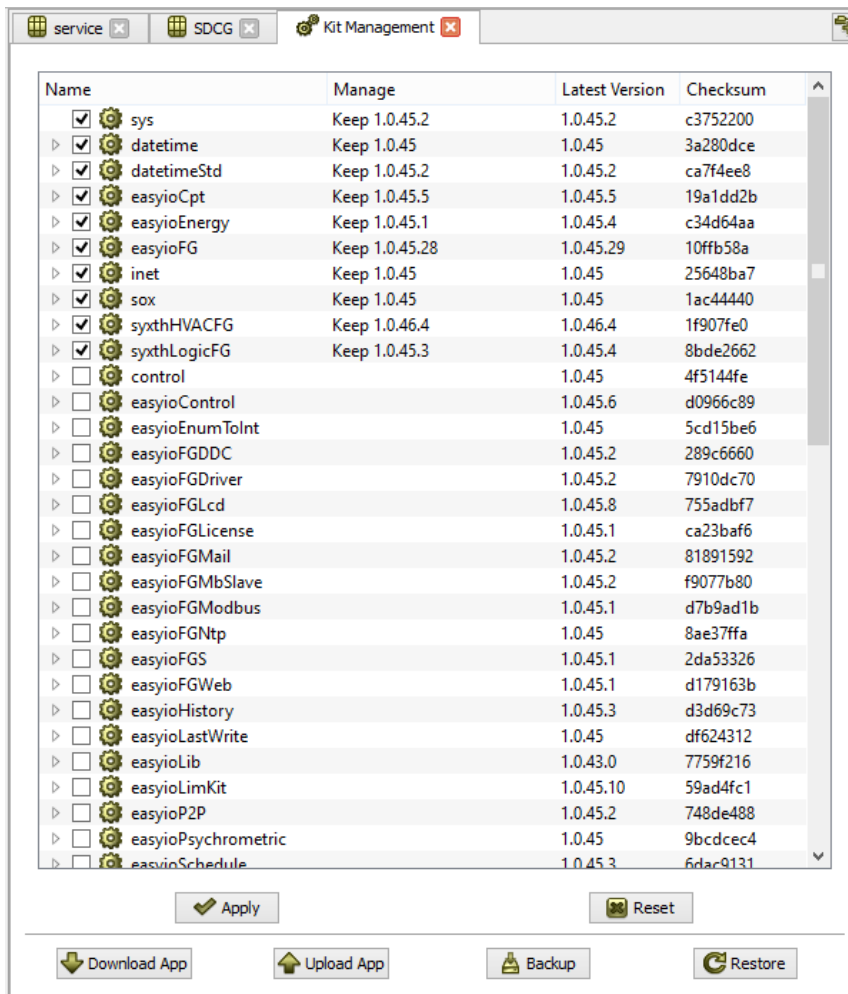 service SDCG Kit Management
Name Manage Latest Version Checksum
sys Keep 1.0.45.2 1.0.45.2 c3752200
datetime Keep 1.0.45 1.0.45 3a280dce
datetimeStd Keep 1.0.45.2 1.0.45.2 ca7f4ee8
easyioCpt Keep 1.0.45.5 1.0.45.5 19a1dd2b
easyioEnergy Keep 1.0.45.1 1.0.45.4 c34d64aa
easyioFG Keep 1.0.45.28 1.0.45.29 10ffb58a
inet Keep 1.0.45 1.0.45 25648ba7
sox Keep 1.0.45 1.0.45 1ac44440
syxthHVACFG Keep 1.0.46.4 1.0.46.4 1f907fe0
syxthLogicFG Keep 1.0.45.3 1.0.45.4 8bde2662
control 1.0.45 4f5144fe
easyioControl 1.0.45.6 d0966c89
easyioEnumToInt 1.0.45 5cd15be6
easyioFGDDC 1.0.45.2 289c6660
easyioFGDriver 1.0.45.2 7910dc70
easyioFGLcd 1.0.45.8 755adbf7
easyioFGLicense 1.0.45.1 ca23baf6
easyioFGMail 1.0.45.2 81891592
easyioFGMbSlave 1.0.45.2 f9077b80
easyioFGModbus 1.0.45.1 d7b9ad1b
easyioFGNtp 1.0.45 8ae37ffa
easyioFGS 1.0.45.1 2da53326
easyioFGWeb 1.0.45.1 d179163b
easyioHistory 1.0.45.3 d3d69c73
easyioLastWrite 1.0.45 df624312
easyioLib 1.0.43.0 7759f216
easyioLimKit 1.0.45.10 59ad4fc1
easyioP2P 1.0.45.2 748de488
easyioPsychrometric 1.0.45 9bcdcec4
easyioSchedule 1.0.45.3 6dac9131
Apply Reset
Download App Upload App Backup Restore